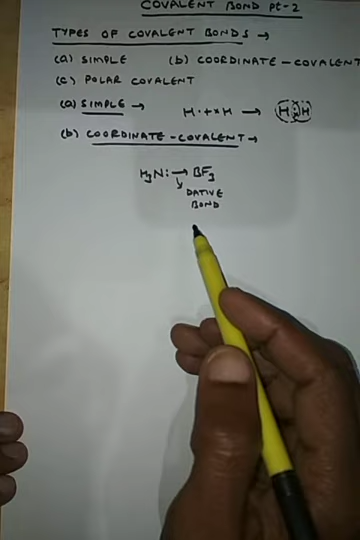 COVALENT BOND Pt-2
TYPES OF COVALENT BONDS →
(a) SIMPLE (b) COORDINATE-COVALENT
(c) POLAR COVALENT
(a) SIMPLE → H· + ×H → H·×H
(b) COORDINATE-COVALENT →
H₃N: → BF₃
DATIVE
BOND